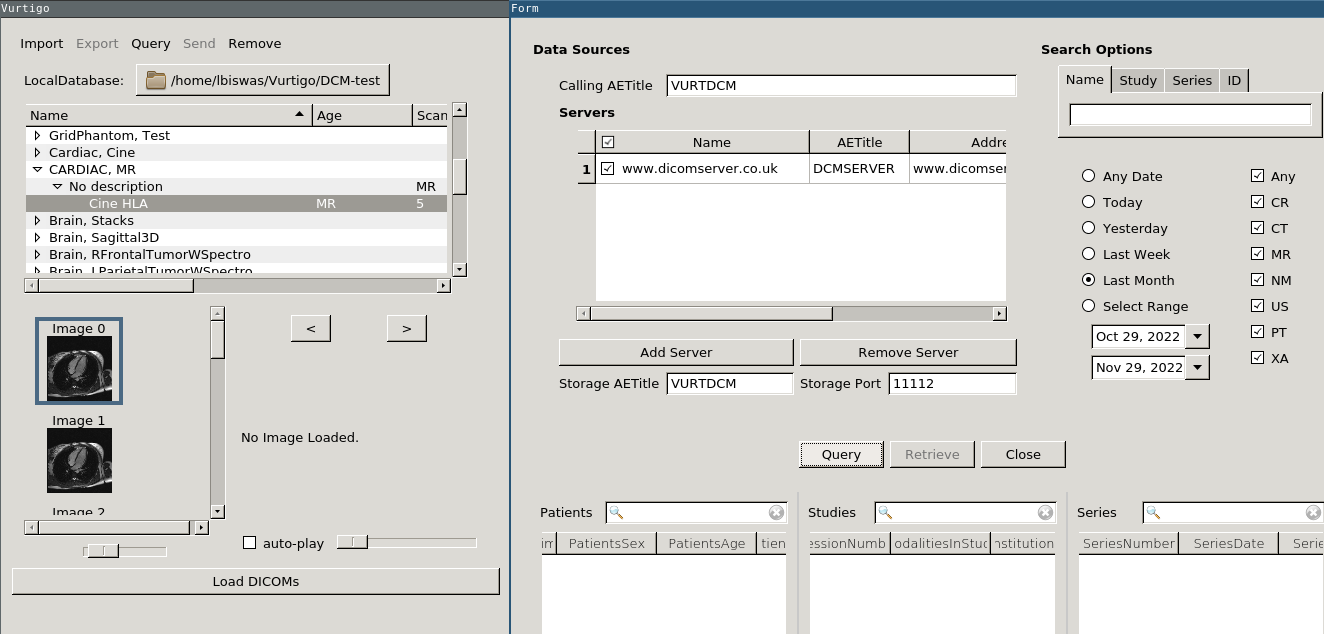 Vurtigo
Import Export Query Send Remove
LocalDatabase: /home/lbiswas/Vurtigo/DCM-test
Name Age Scan
GridPhantom, Test
Cardiac, Cine
CARDIAC, MR
No description MR
Cine HLA MR 5
Brain, Stacks
Brain, Sagittal3D
Brain, RFrontalTumorWSpectro
Brain, LParietalTumorWSpectro
Image 0
< >
Image 1
No Image Loaded.
Image 2
auto-play
Load DICOMs
Form
Data Sources
Calling AETitle VURTDCM
Servers
Name AETitle Addre
1 www.dicomserver.co.uk DCMSERVER www.dicomser
Add Server Remove Server
Storage AETitle VURTDCM Storage Port 11112
Search Options
Name Study Series ID
Any Date Any
Today CR
Yesterday CT
Last Week MR
Last Month NM
Select Range US
Oct 29, 2022 PT
Nov 29, 2022 XA
Query Retrieve Close
Patients Studies Series
PatientsSex PatientsAge tien essionNumb odalitiesInStud nstitution SeriesNumber SeriesDate Serie